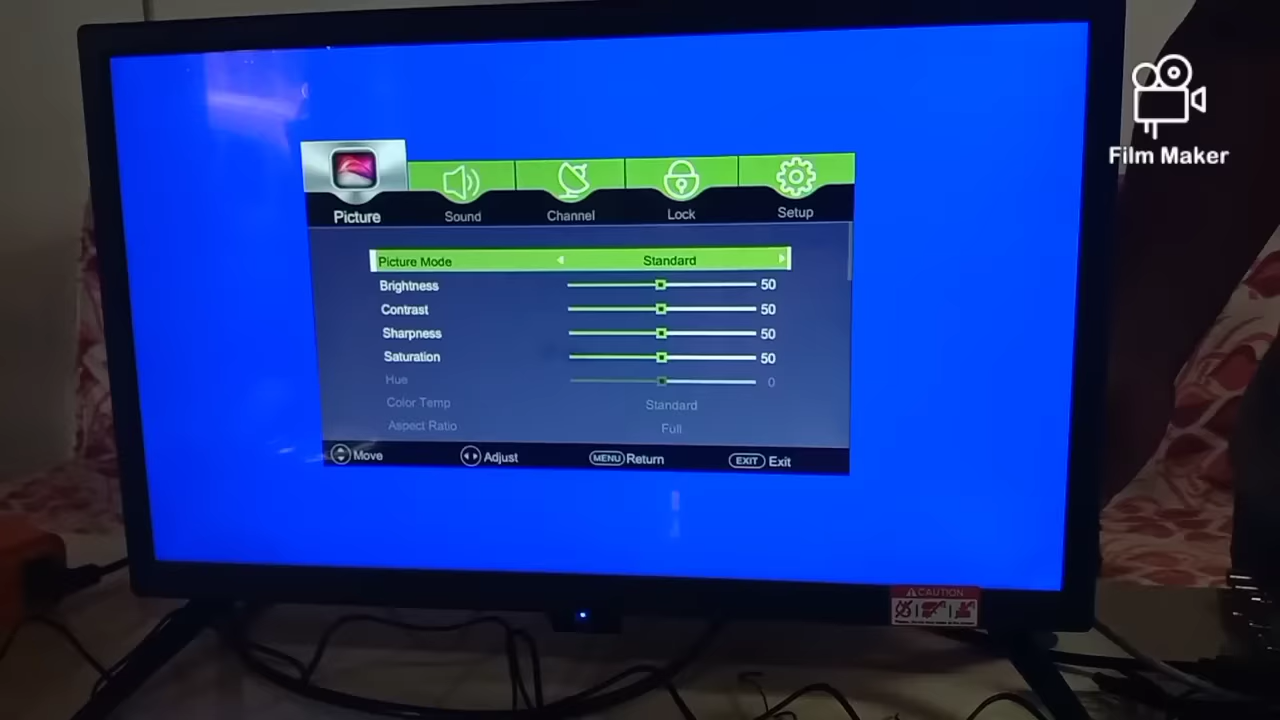 Film Maker
Picture Sound Channel Lock Setup
Picture Mode Standard
Brightness 50
Contrast 50
Sharpness 50
Saturation 50
Hue 0
Color Temp Standard
Aspect Ratio Full
Move Adjust MENU Return EXIT Exit
CAUTION